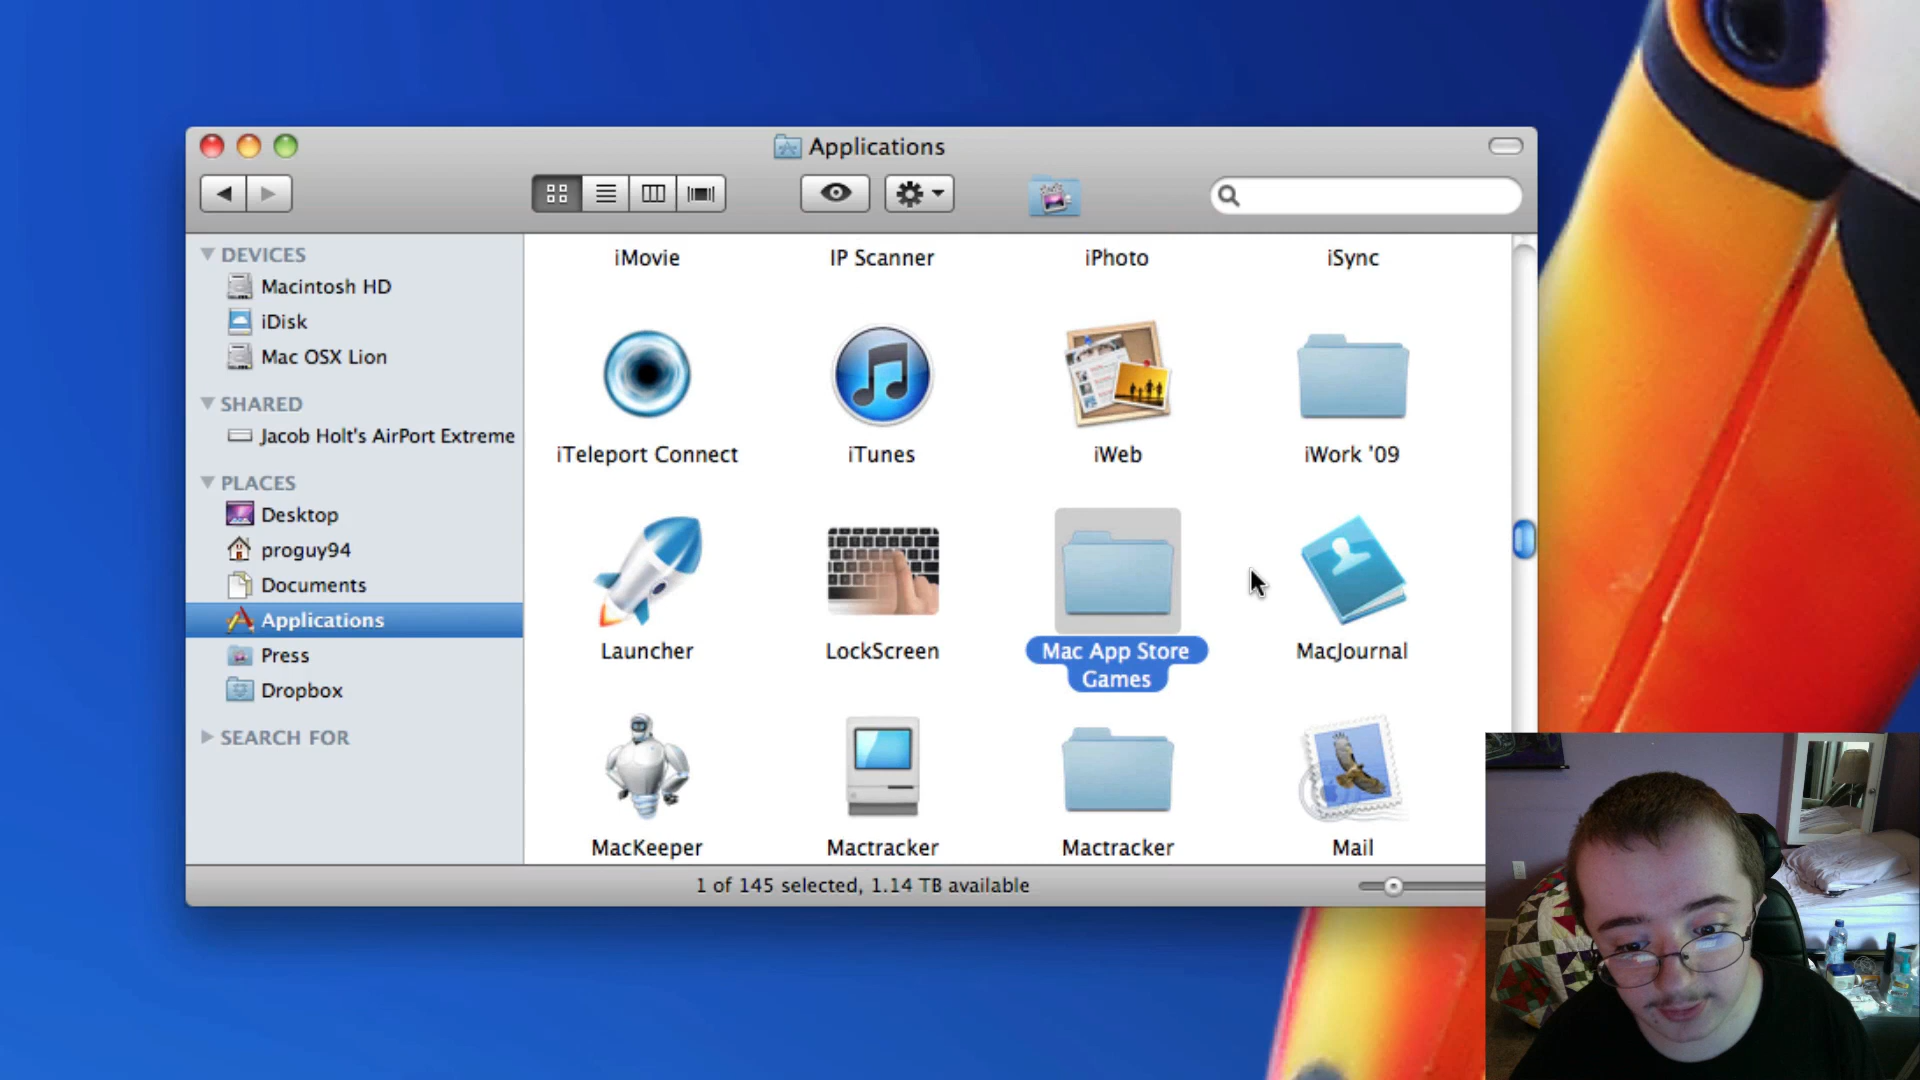 Applications
DEVICES
Macintosh HD
iDisk
Mac OSX Lion
SHARED
Jacob Holt's AirPort Extreme
PLACES
Desktop
proguy94
Documents
Applications
Press
Dropbox
SEARCH FOR
iMovie IP Scanner iPhoto iSync
iTeleport Connect iTunes iWeb iWork '09
Launcher LockScreen Mac App Store MacJournal
Games
MacKeeper Mactracker Mactracker Mail
1 of 145 selected, 1.14 TB available